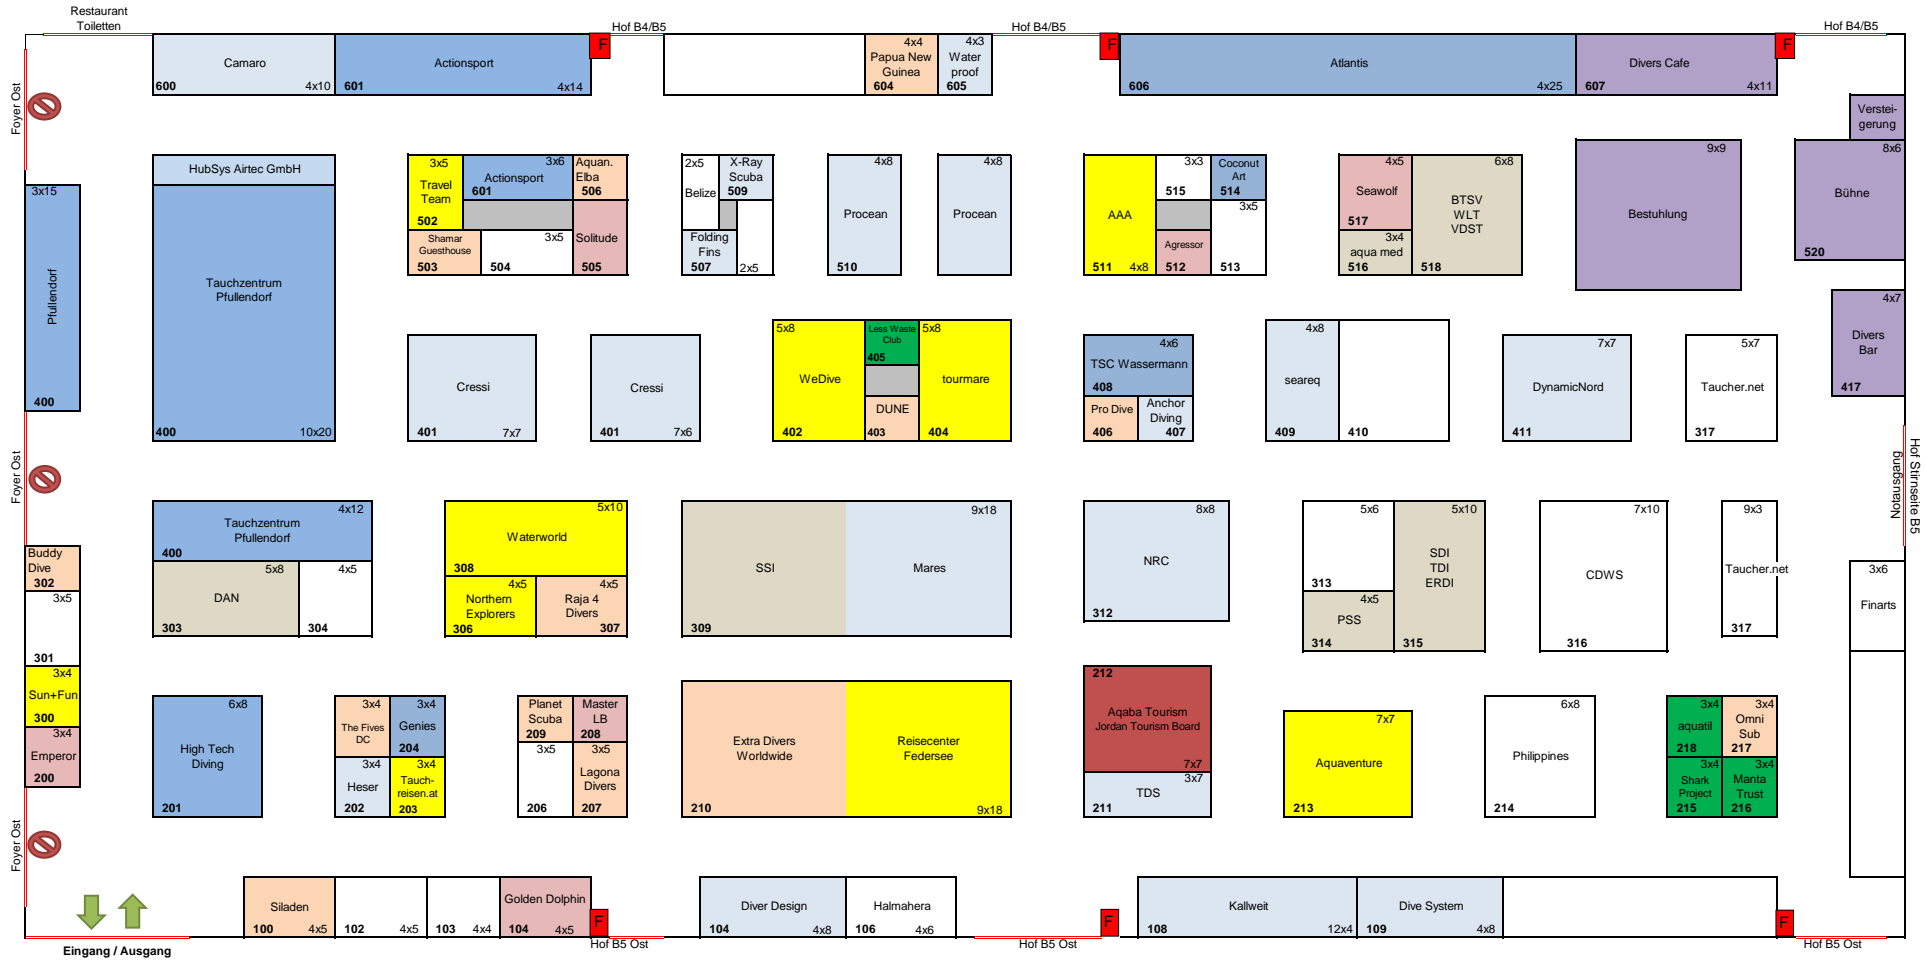 Restaurant
Toiletten
Hof B4/B5
Hof B4/B5
Hof B4/B5
Foyer Ost
Camaro
600
4x10
Actionsport
601
4x14
F
4x4
Papua New
Guinea
604
4x3
Water
proof
605
F
Atlantis
606
4x25
Divers Cafe
607
4x11
F
Verstei-
gerung
3x15
Pfullendorf
400
HubSys Airtec GmbH
Tauchzentrum
Pfullendorf
400
10x20
3x5
Travel
Team
502
3x6
Actionsport
601
Aquan.
Elba
506
Shamar
Guesthouse
503
3x5
504
Solitude
505
2x5
Belize
X-Ray
Scuba
509
Folding
Fins
507
2x5
4x8
Procean
510
4x8
Procean
AAA
511
4x8
3x3
515
Coconut
Art
514
Agressor
512
3x5
513
4x5
Seawolf
517
3x4
aqua med
516
6x8
BTSV
WLT
VDST
518
9x9
Bestuhlung
8x6
Bühne
520
4x7
Divers
Bar
417
Cressi
401
7x7
Cressi
401
7x6
5x8
WeDive
402
Less Waste
Club
405
DUNE
403
5x8
tourmare
404
4x6
TSC Wassermann
408
Pro Dive
406
Anchor
Diving
407
4x8
seareq
409
410
7x7
DynamicNord
411
5x7
Taucher.net
317
Foyer Ost
Notausgang
Hof Stirnseite B5
4x12
Tauchzentrum
Pfullendorf
400
5x8
DAN
303
4x5
304
5x10
Waterworld
308
4x5
Northern
Explorers
306
4x5
Raja 4
Divers
307
SSI
309
9x18
Mares
8x8
NRC
312
5x6
313
4x5
PSS
314
5x10
SDI
TDI
ERDI
315
7x10
CDWS
316
9x3
Taucher.net
317
3x6
Finarts
Buddy
Dive
302
3x5
301
3x4
Sun+Fun
300
3x4
Emperor
200
6x8
High Tech
Diving
201
3x4
The Fives
DC
3x4
Genies
204
3x4
Heser
202
3x4
Tauch-
reisen.at
203
Planet
Scuba
209
Master
LB
208
3x5
206
3x5
Lagona
Divers
207
Extra Divers
Worldwide
210
Reisecenter
Federsee
9x18
212
Aqaba Tourism
Jordan Tourism Board
7x7
3x7
TDS
211
7x7
Aquaventure
213
6x8
Philippines
214
3x4
aquatil
218
3x4
Omni
Sub
217
3x4
Shark
Project
215
3x4
Manta
Trust
216
Foyer Ost
Siladen
100
4x5
102
4x5
103
4x4
Golden Dolphin
104
4x5
F
Diver Design
104
4x8
Halmahera
106
4x6
F
Kallweit
108
12x4
Dive System
109
4x8
F
Eingang / Ausgang
Hof B5 Ost
Hof B5 Ost
Hof B5 Ost